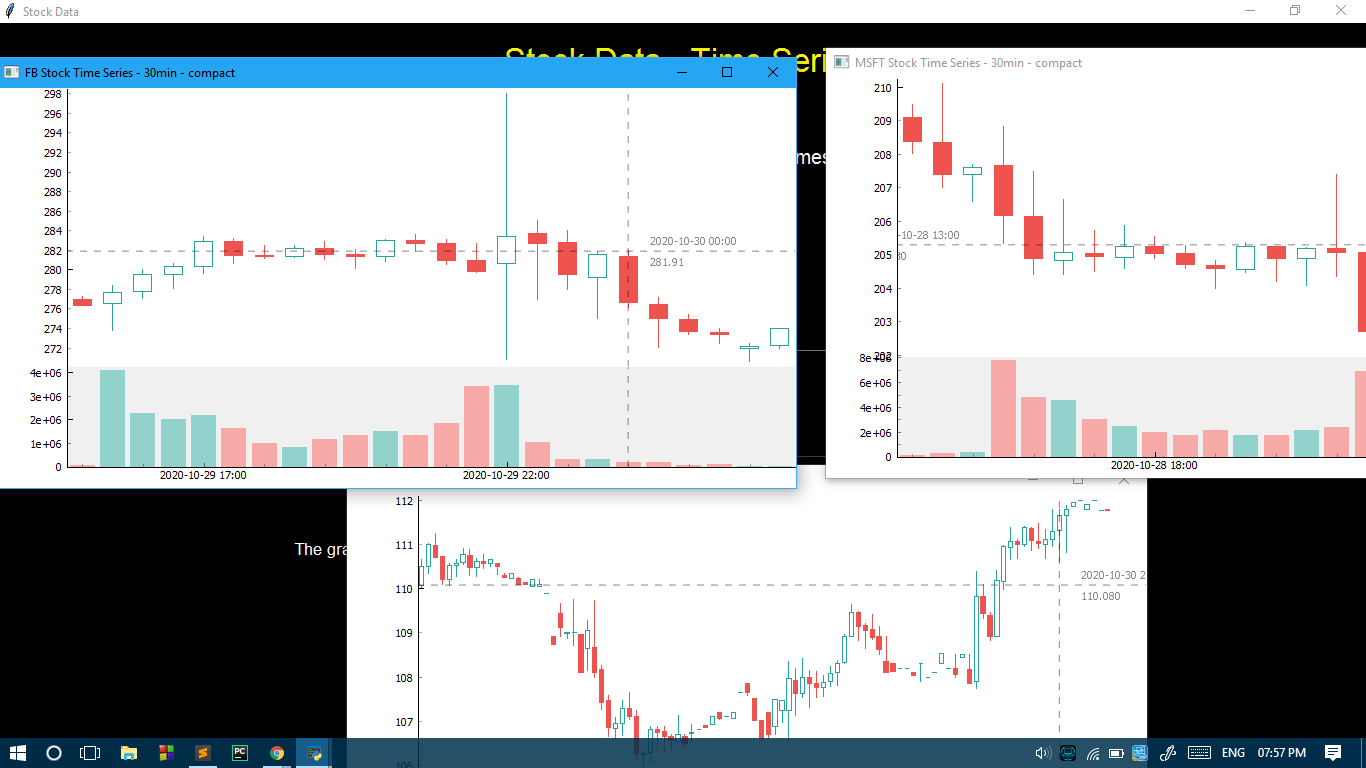 Stock Data
Stock Data - Time Seri
mes
FB Stock Time Series - 30min - compact
298
296
294
292
290
288
286
284
282
280
278
276
274
272
2020-10-30 00:00
281.91
4e+06
3e+06
2e+06
1e+06
0
2020-10-29 17:00
2020-10-29 22:00
MSFT Stock Time Series - 30min - compact
210
209
208
207
206
205
204
203
202
-10-28 13:00
30
8e+06
6e+06
4e+06
2e+06
0
2020-10-28 18:00
The gra
112
111
110
109
108
107
106
2020-10-30 2
110.080
PC
ENG
07:57 PM